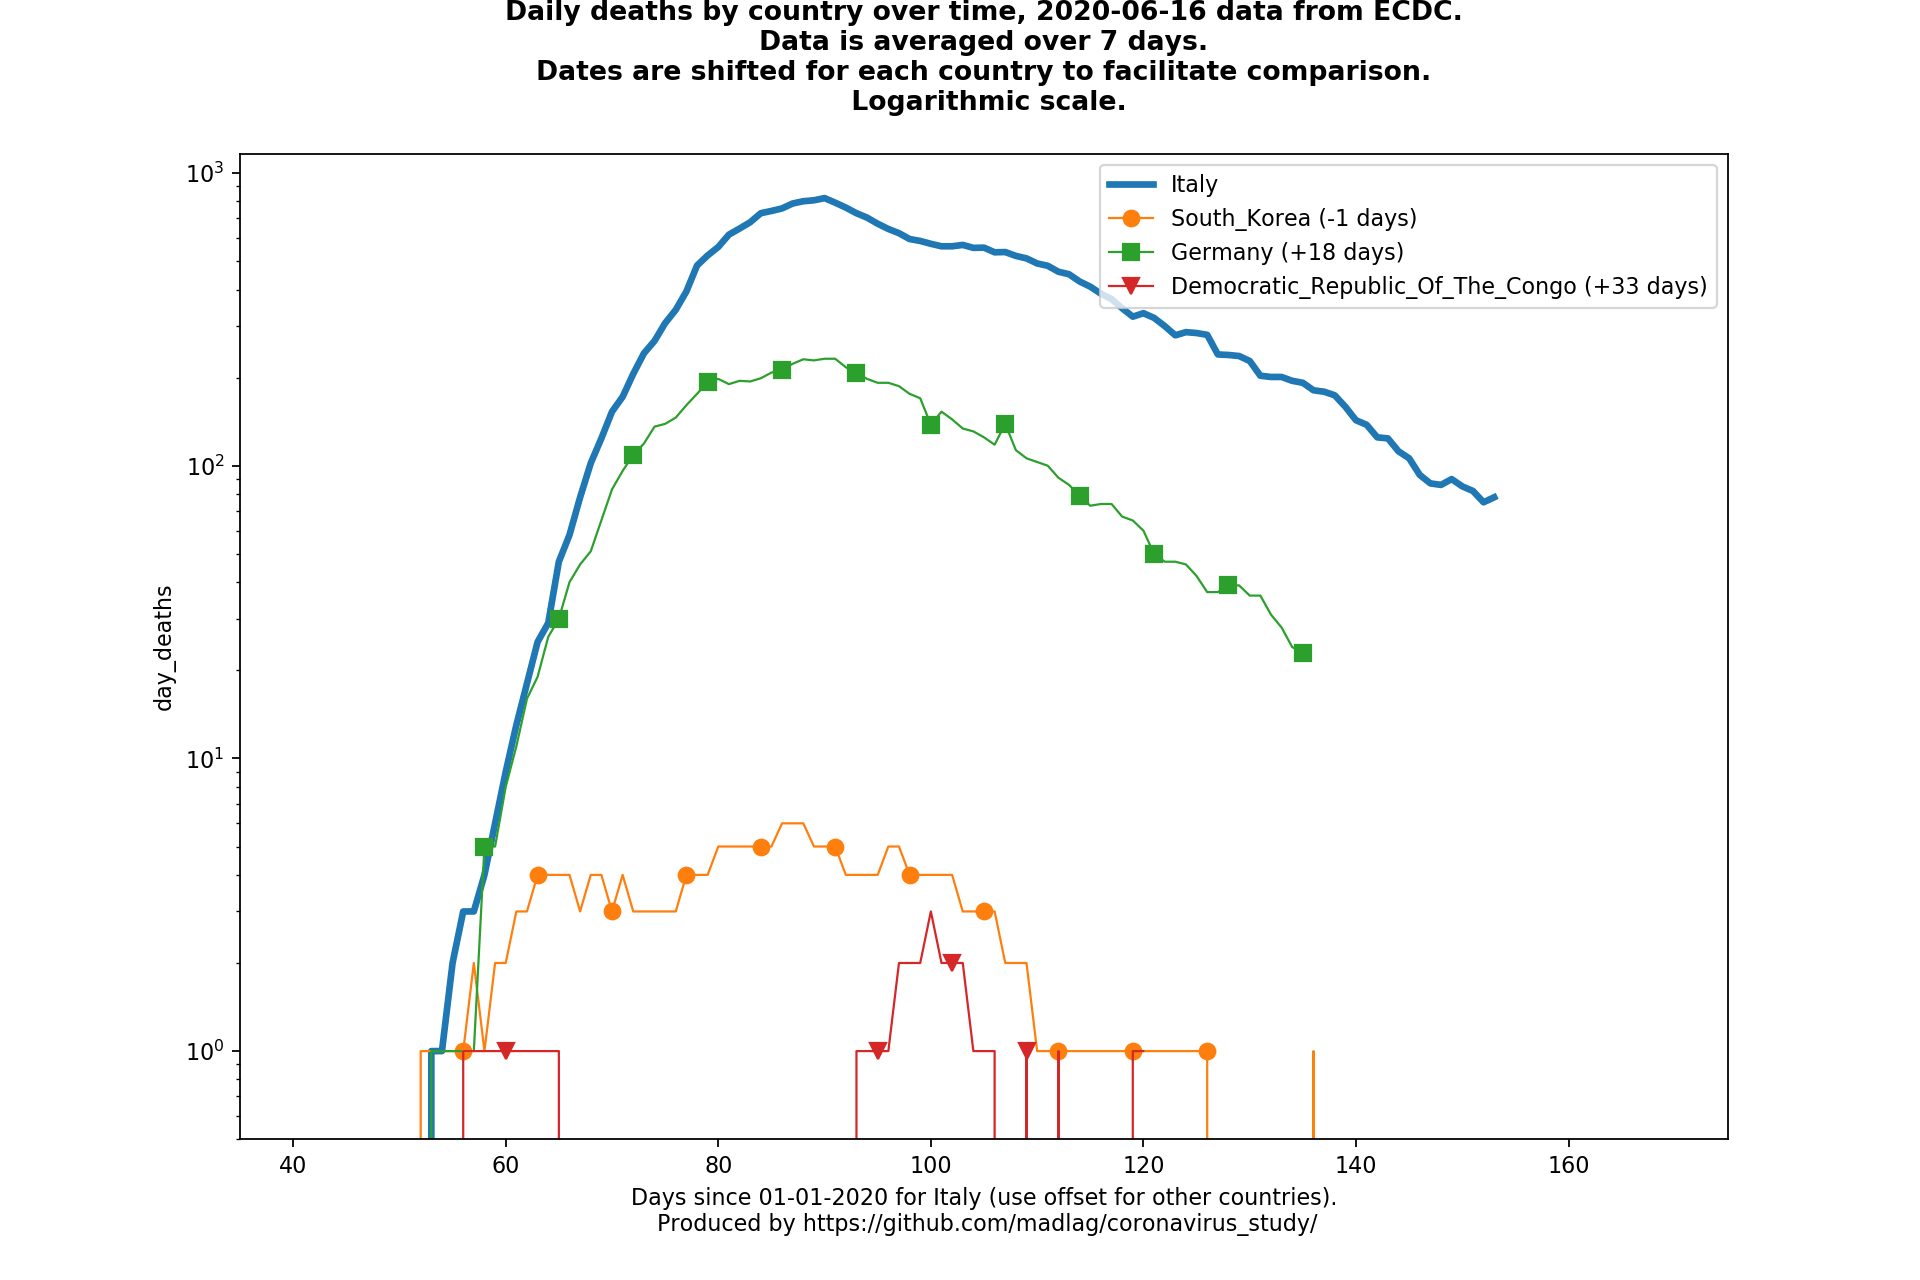 Daily deaths by country over time, 2020-06-16 data from ECDC.
Data is averaged over 7 days.
Dates are shifted for each country to facilitate comparison.
Logarithmic scale.
Italy
South_Korea (-1 days)
Germany (+18 days)
Democratic_Republic_Of_The_Congo (+33 days)
10³
10²
10¹
10⁰
day_deaths
40 60 80 100 120 140 160
Days since 01-01-2020 for Italy (use offset for other countries).
Produced by https://github.com/madlag/coronavirus_study/